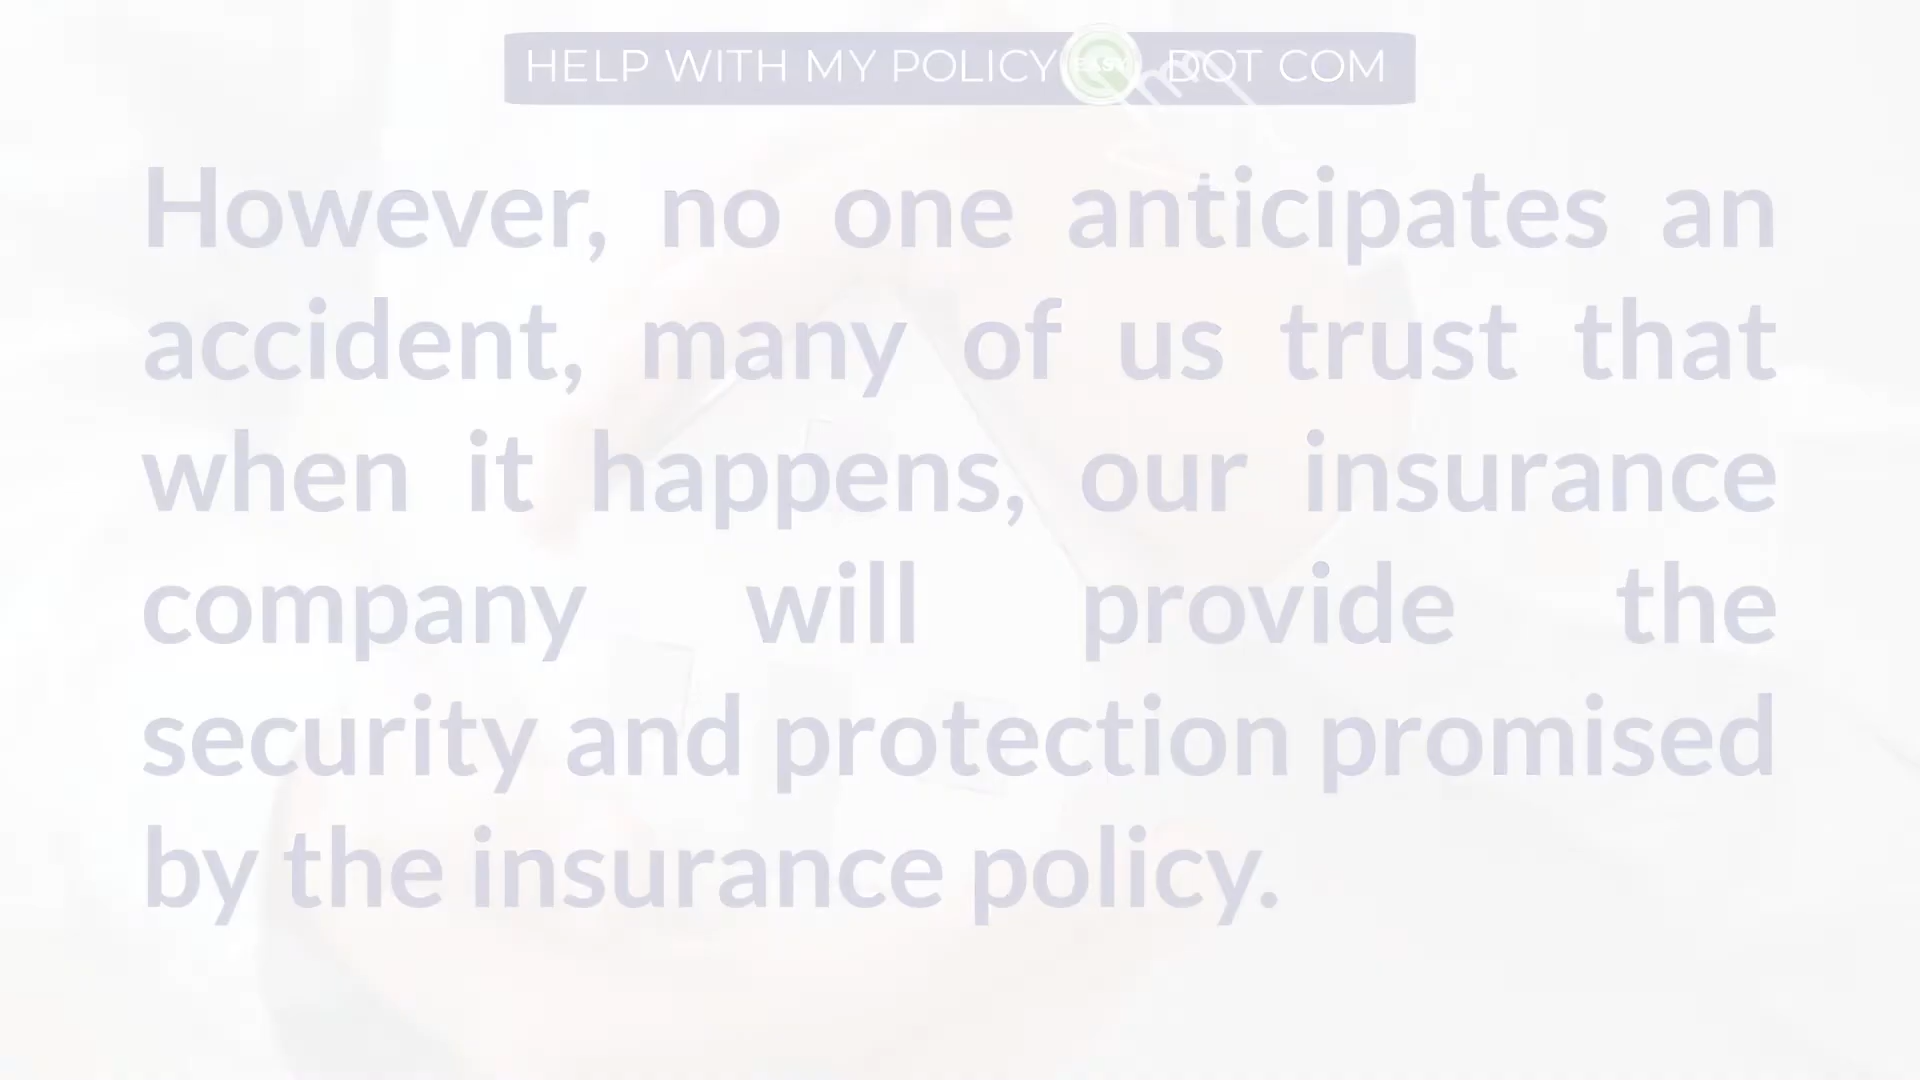 HELP WITH MY POLICY EASY DOT COM
However, no one anticipates an
accident, many of us trust that
when it happens, our insurance
company will provide the
security and protection promised
by the insurance policy.